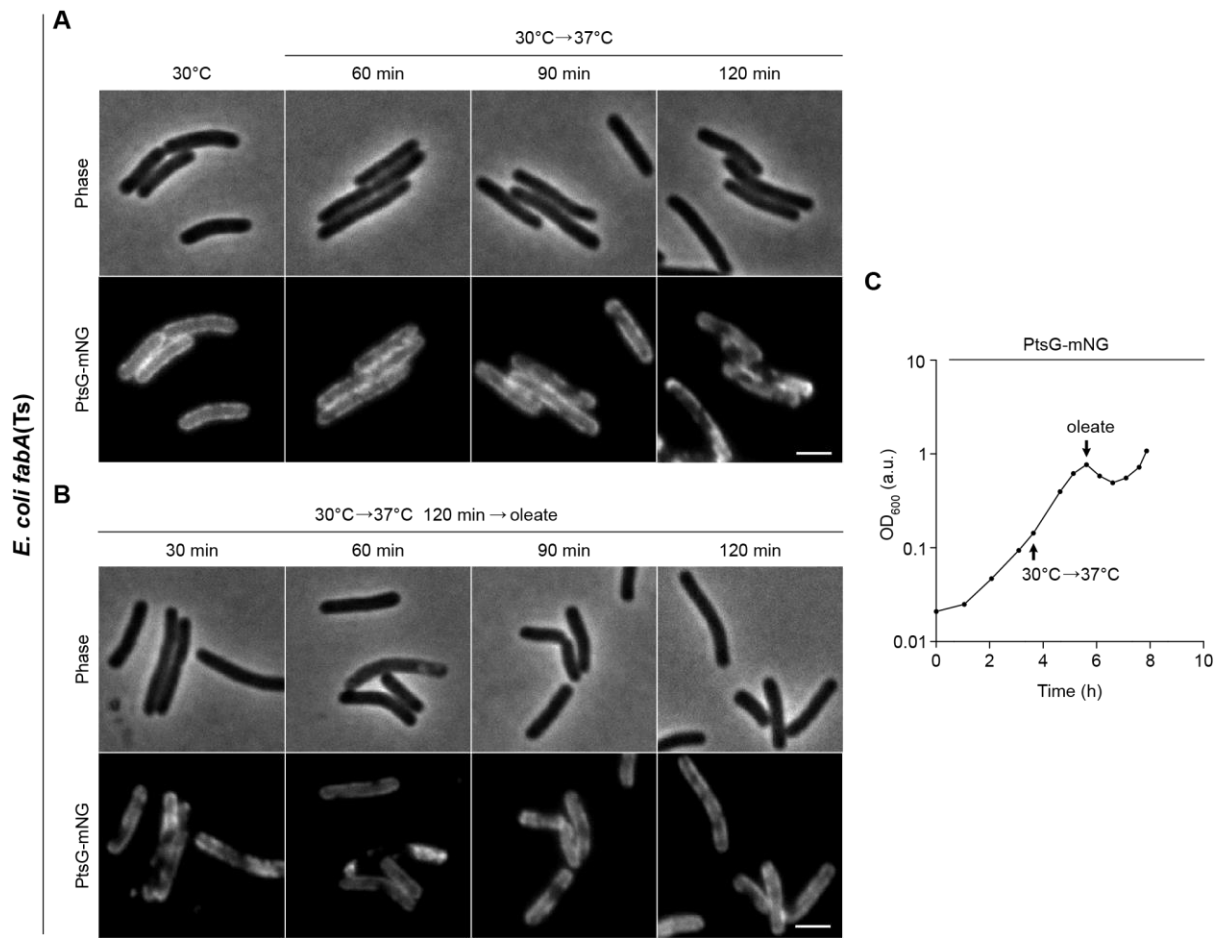 E. coli fabA(Ts)
A
30°C→37°C
30°C
60 min
90 min
120 min
Phase
PtsG-mNG
B
30°C→37°C 120 min → oleate
30 min
60 min
90 min
120 min
Phase
PtsG-mNG
C
PtsG-mNG
10
1
0.1
0.01
OD600 (a.u.)
oleate
30°C→37°C
0 2 4 6 8 10
Time (h)